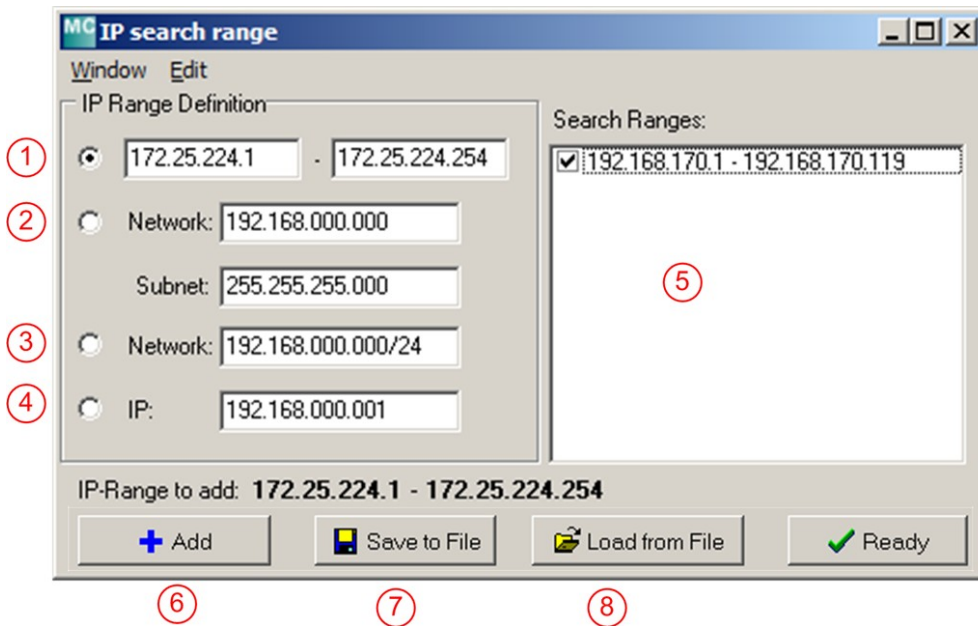 MC IP search range
Window Edit
IP Range Definition
1 172.25.224.1 - 172.25.224.254
2 Network: 192.168.000.000
Subnet: 255.255.255.000
3 Network: 192.168.000.000/24
4 IP: 192.168.000.001
Search Ranges:
192.168.170.1 - 192.168.170.119
5
IP-Range to add: 172.25.224.1 - 172.25.224.254
Add Save to File Load from File Ready
6 7 8